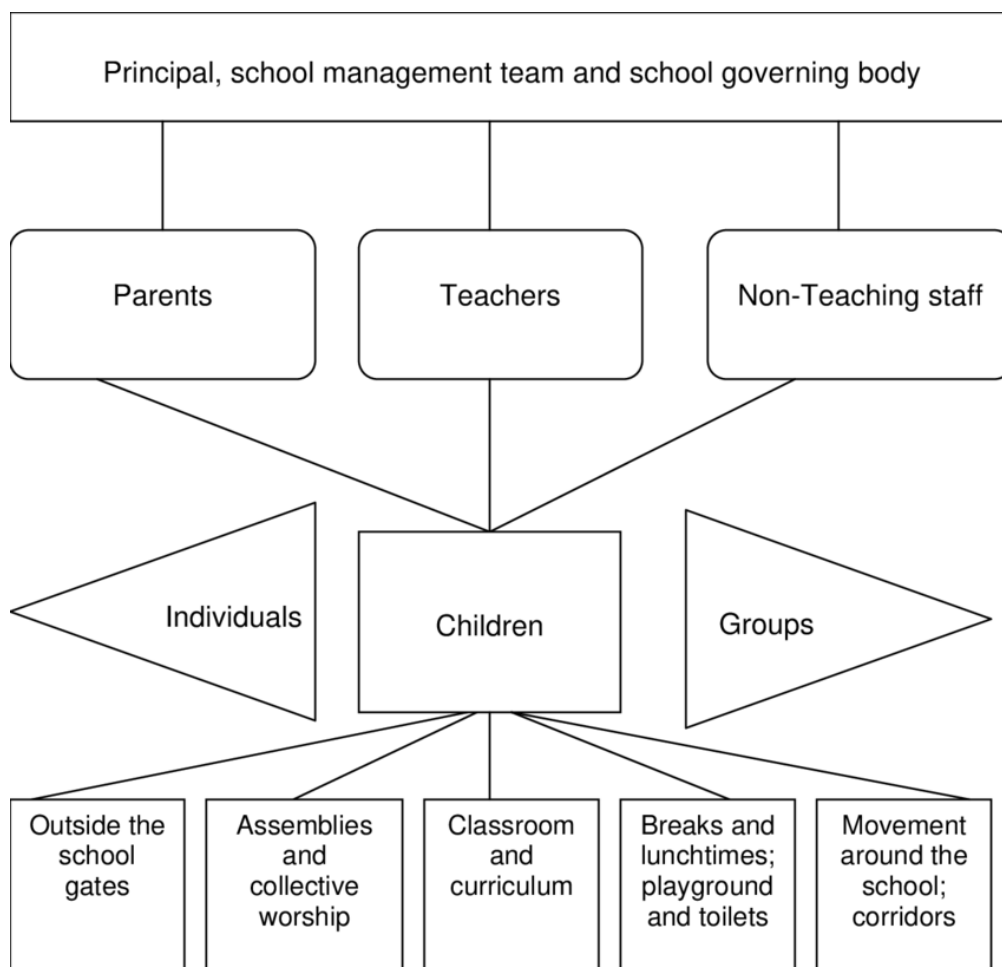 Principal, school management team and school governing body
Parents
Teachers
Non-Teaching staff
Individuals
Children
Groups
Outside the
school
gates
Assemblies
and
collective
worship
Classroom
and
curriculum
Breaks and
lunchtimes;
playground
and toilets
Movement
around the
school;
corridors